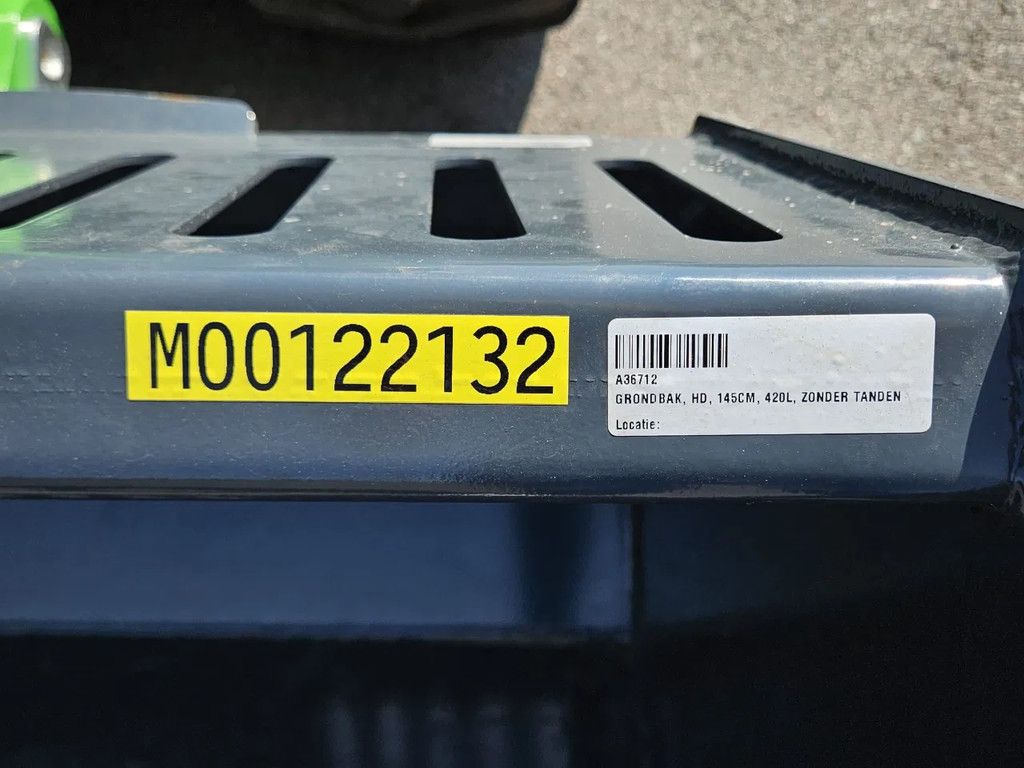 M00122132
A36712
GRONDBAK, HD, 145CM, 420L, ZONDER TANDEN
Locatie: